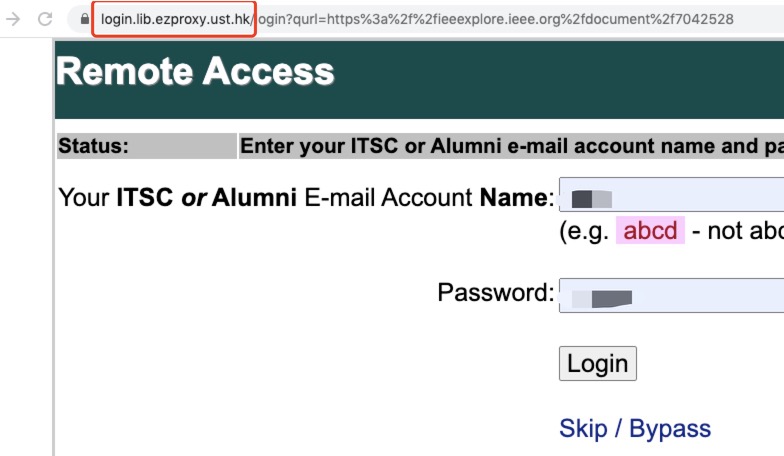 login.lib.ezproxy.ust.hk/login?qurl=https%3a%2f%2fieeexplore.ieee.org%2fdocument%2f7042528
Remote Access
Status: Enter your ITSC or Alumni e-mail account name and pa
Your ITSC or Alumni E-mail Account Name:
(e.g. abcd - not abc
Password:
Login
Skip / Bypass